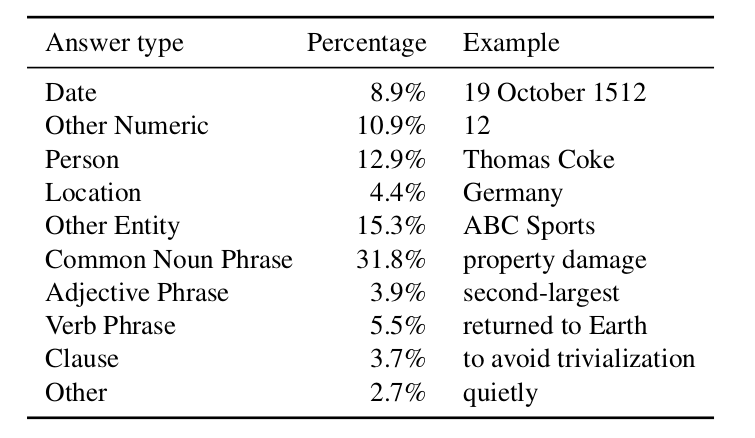 Answer type Percentage Example
Date 8.9% 19 October 1512
Other Numeric 10.9% 12
Person 12.9% Thomas Coke
Location 4.4% Germany
Other Entity 15.3% ABC Sports
Common Noun Phrase 31.8% property damage
Adjective Phrase 3.9% second-largest
Verb Phrase 5.5% returned to Earth
Clause 3.7% to avoid trivialization
Other 2.7% quietly